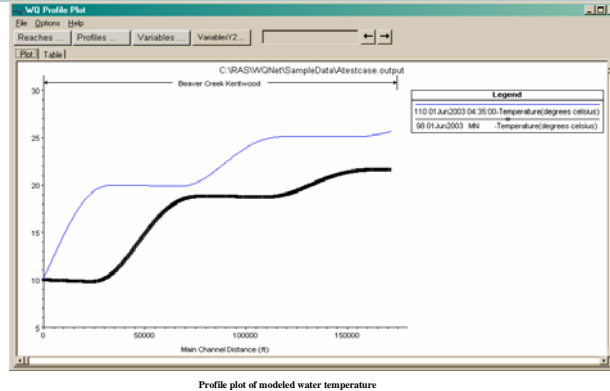 WQ Profile Plot
File Options Help
Reaches ... Profiles ... Variables ... VariablesY2...
Plot Table
C:\RAS\WQNet\SampleData\Atestcase.output
Beaver Creek Kentwood
Legend
110 01Jun2003 04:35:00-Temperature(degrees celsius)
98 01Jun2003 MN -Temperature(degrees celsius)
30
25
20
15
10
5
0 50000 100000 150000
Main Channel Distance (ft)
Profile plot of modeled water temperature